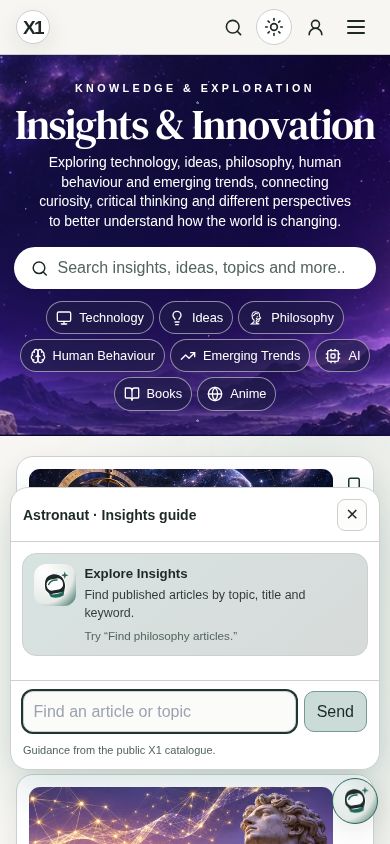 X1
KNOWLEDGE & EXPLORATION
Insights & Innovation
Exploring technology, ideas, philosophy, human
behaviour and emerging trends, connecting
curiosity, critical thinking and different perspectives
to better understand how the world is changing.
Search insights, ideas, topics and more..
Technology Ideas Philosophy
Human Behaviour Emerging Trends AI
Books Anime
Astronaut · Insights guide
Explore Insights
Find published articles by topic, title and
keyword.
Try “Find philosophy articles.”
Find an article or topic Send
Guidance from the public X1 catalogue.